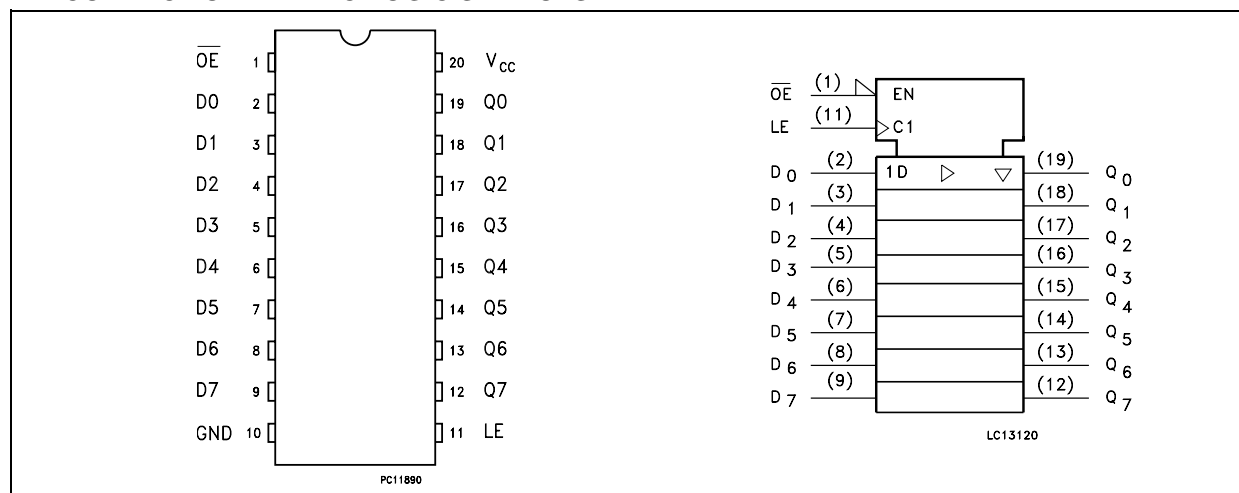 OE 1 20 VCC
D0 2 19 Q0
D1 3 18 Q1
D2 4 17 Q2
D3 5 16 Q3
D4 6 15 Q4
D5 7 14 Q5
D6 8 13 Q6
D7 9 12 Q7
GND 10 11 LE
PC11890
OE (1) EN
LE (11) C1
D0 (2) 1D (19) Q0
D1 (3) (18) Q1
D2 (4) (17) Q2
D3 (5) (16) Q3
D4 (6) (15) Q4
D5 (7) (14) Q5
D6 (8) (13) Q6
D7 (9) (12) Q7
LC13120